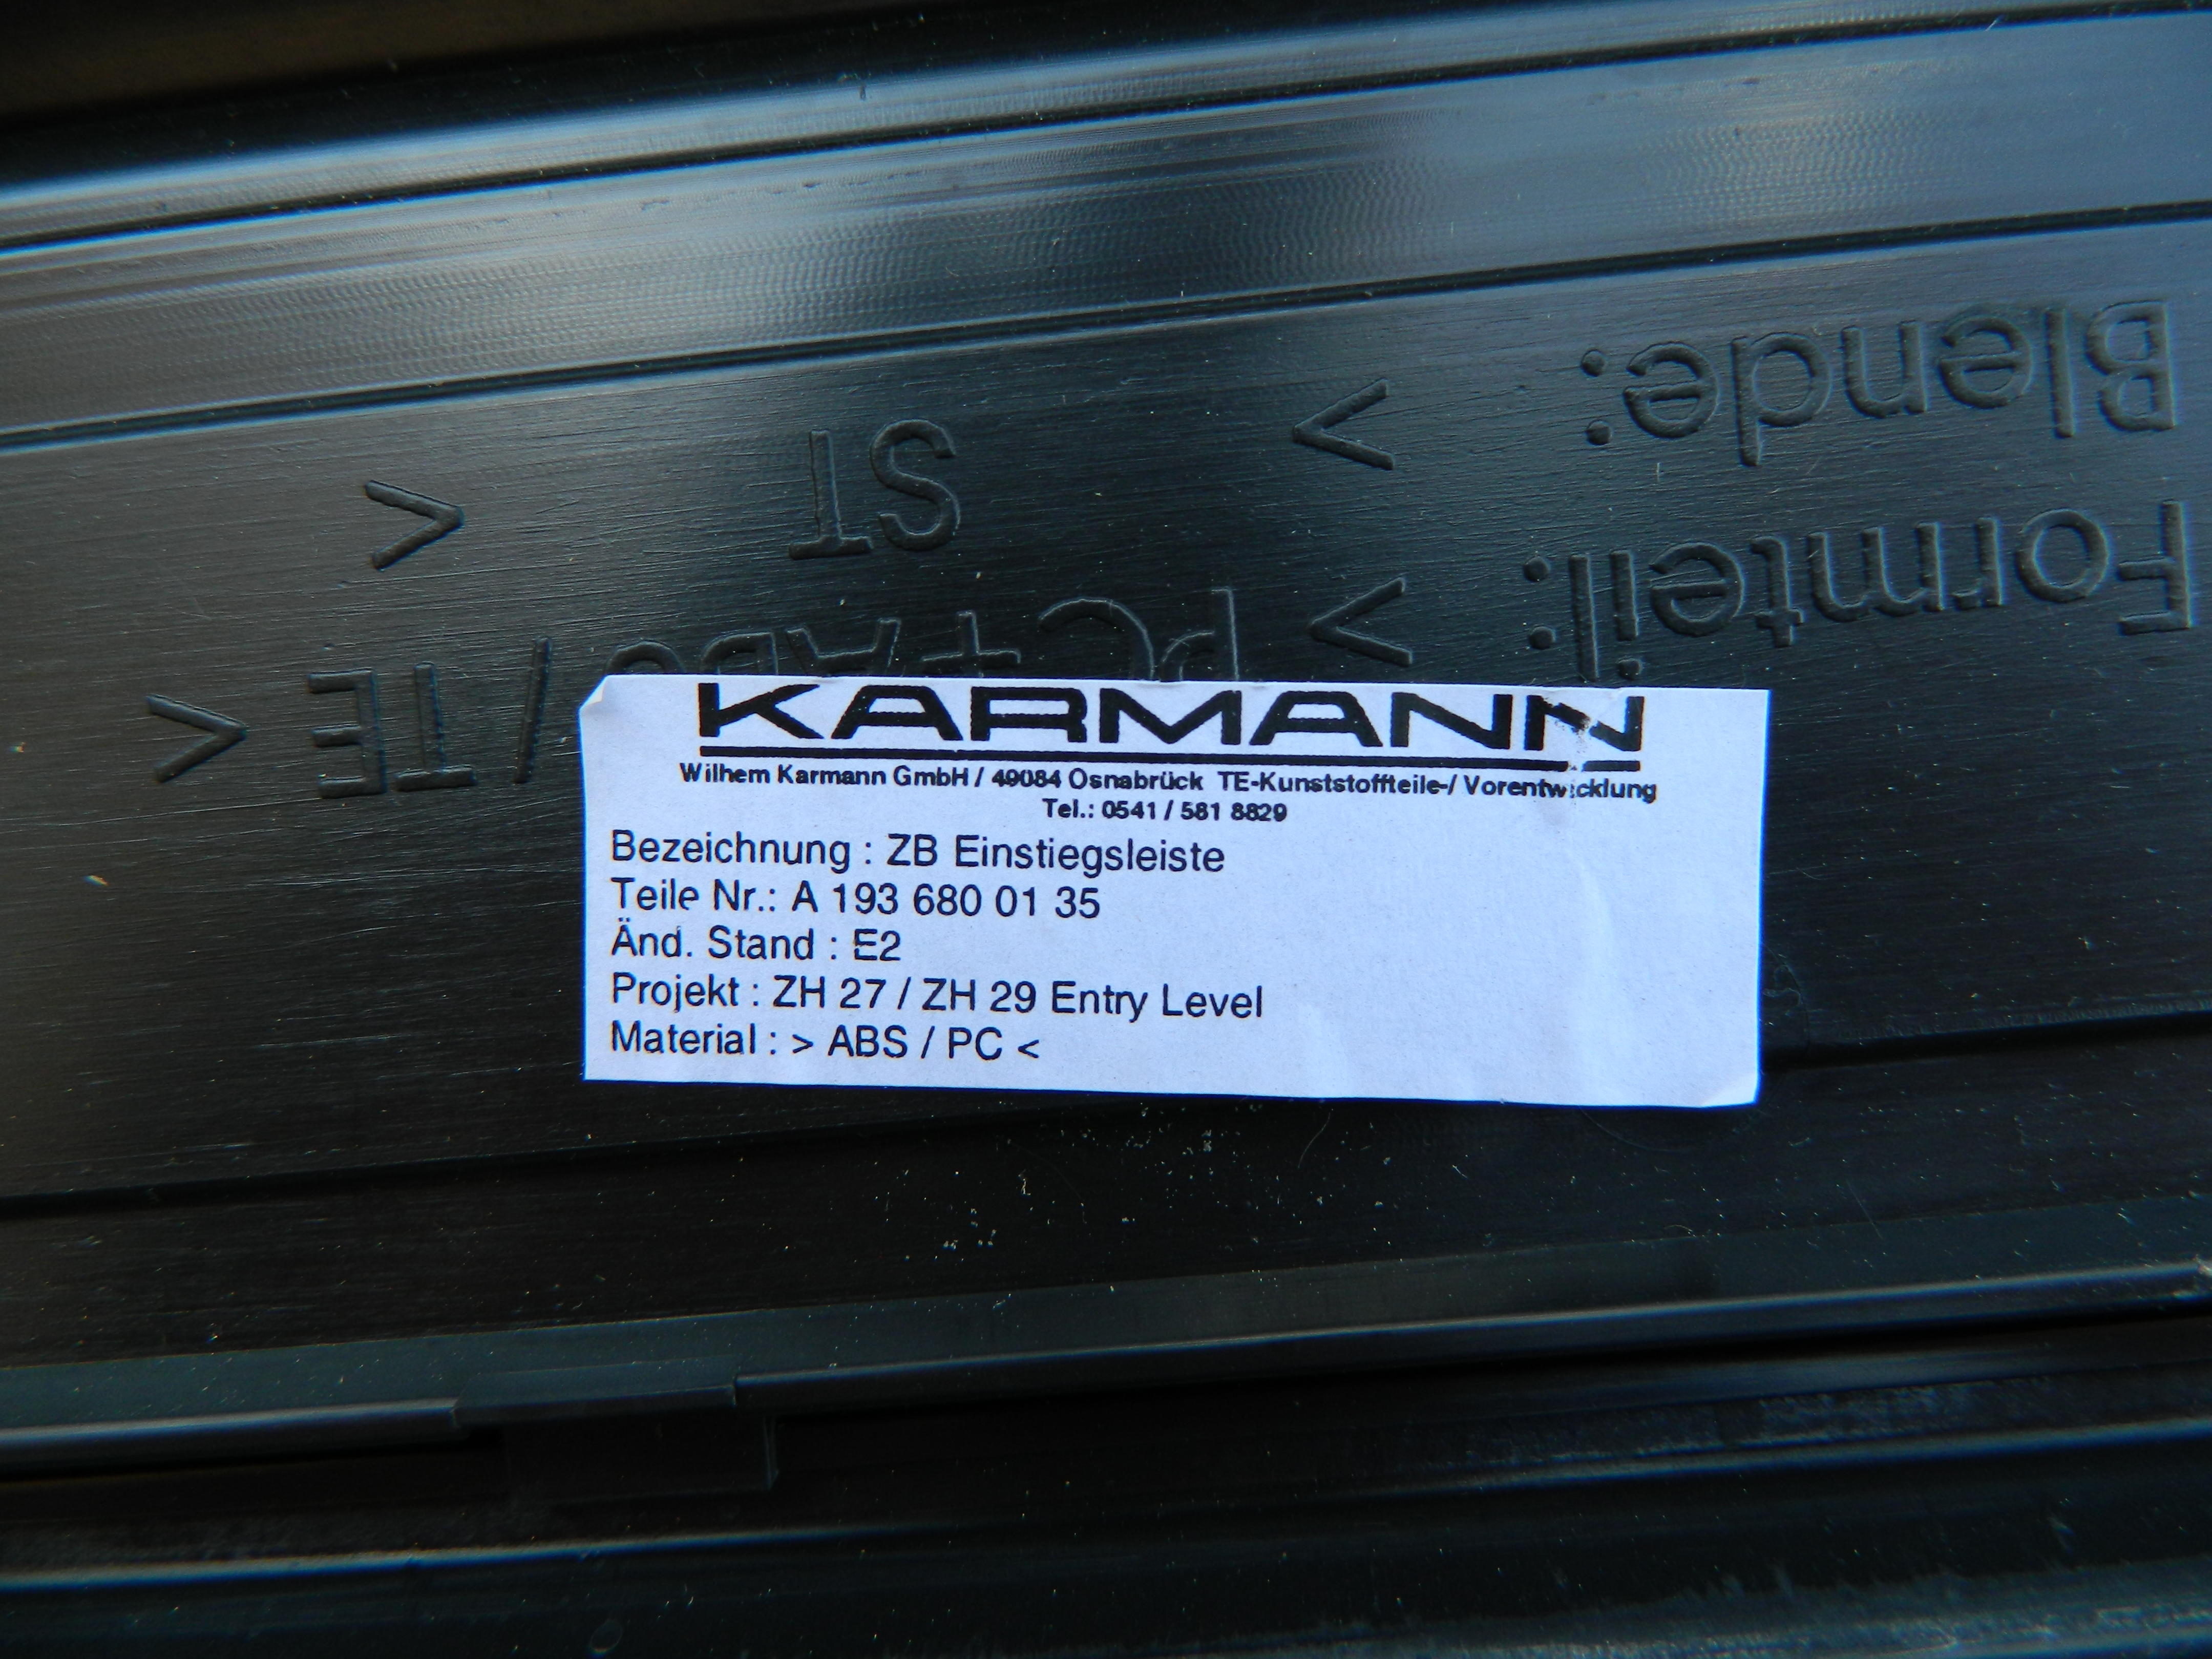 Blende: > ST <
Formteil: > PC + ABS / TE <
KARMANN
Wilhem Karmann GmbH / 49084 Osnabrück TE-Kunststoffteile-/ Vorentwicklung
Tel.: 0541 / 581 8829
Bezeichnung : ZB Einstiegsleiste
Teile Nr.: A 193 680 01 35
Änd. Stand : E2
Projekt : ZH 27 / ZH 29 Entry Level
Material : > ABS / PC <